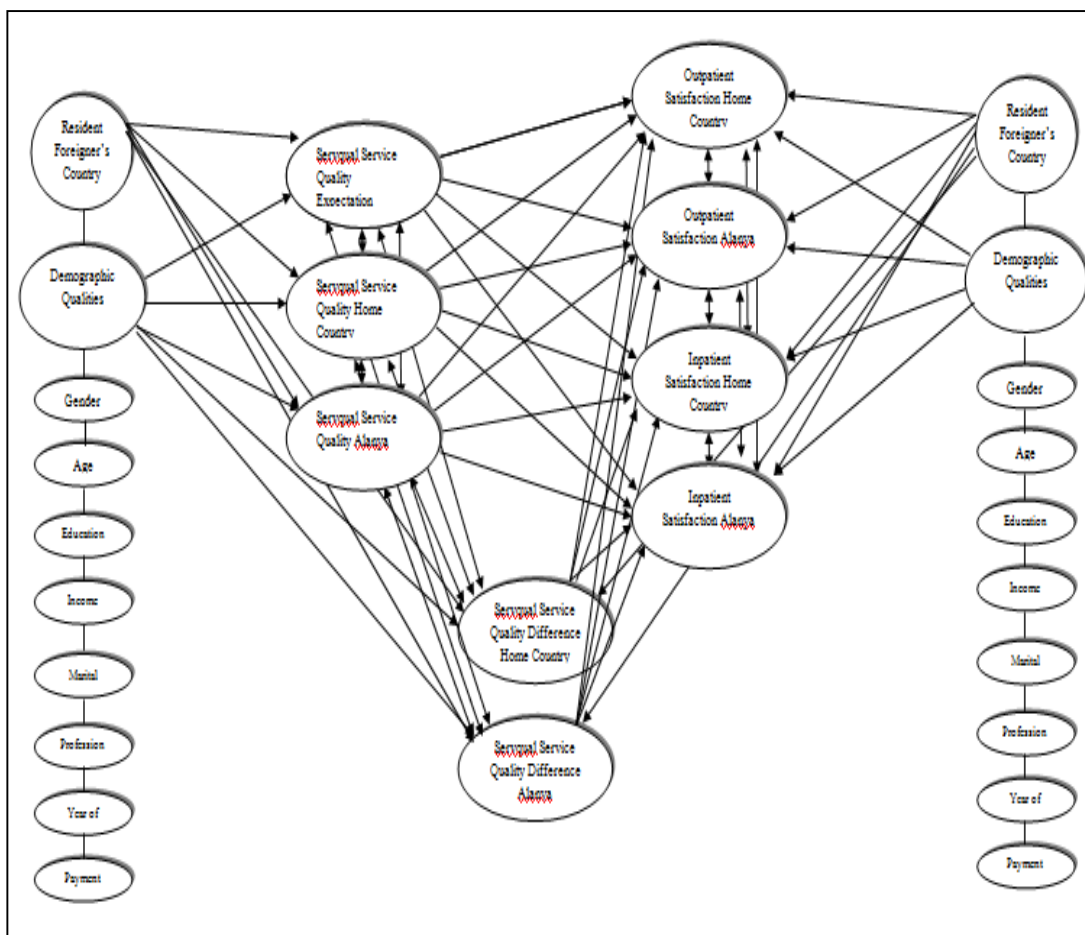 Resident
Foreigner's
Country
Demographic
Qualities
Gender
Age
Education
Income
Marital
Profession
Year of
Payment
Servqual Service
Quality
Expectation
Servqual Service
Quality Home
Country
Servqual Service
Quality Alanya
Servqual Service
Quality Difference
Home Country
Servqual Service
Quality Difference
Alanya
Outpatient
Satisfaction Home
Country
Outpatient
Satisfaction Alanya
Inpatient
Satisfaction Home
Country
Inpatient
Satisfaction Alanya
Resident
Foreigner's
Country
Demographic
Qualities
Gender
Age
Education
Income
Marital
Profession
Year of
Payment